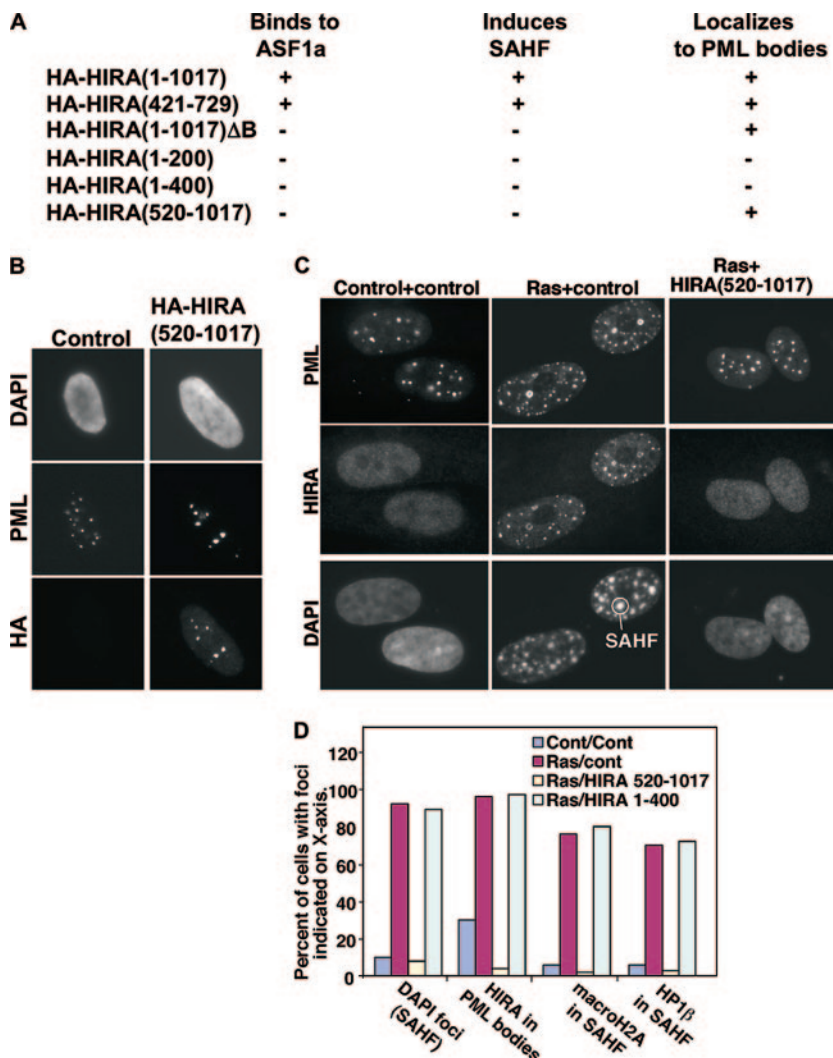 A
Binds to ASF1a
Induces SAHF
Localizes to PML bodies
HA-HIRA(1-1017) + + +
HA-HIRA(421-729) + + +
HA-HIRA(1-1017)ΔB - - +
HA-HIRA(1-200) - - -
HA-HIRA(1-400) - - -
HA-HIRA(520-1017) - - +
B
Control
HA-HIRA
(520-1017)
DAPI
PML
HA
C
Control+control
Ras+control
Ras+
HIRA(520-1017)
PML
HIRA
DAPI
SAHF
D
Percent of cells with foci
indicated on X-axis.
120
100
80
60
40
20
0
Cont/Cont
Ras/cont
Ras/HIRA 520-1017
Ras/HIRA 1-400
DAPI foci
(SAHF)
HIRA in
PML bodies
macroH2A
in SAHF
HP1β
in SAHF